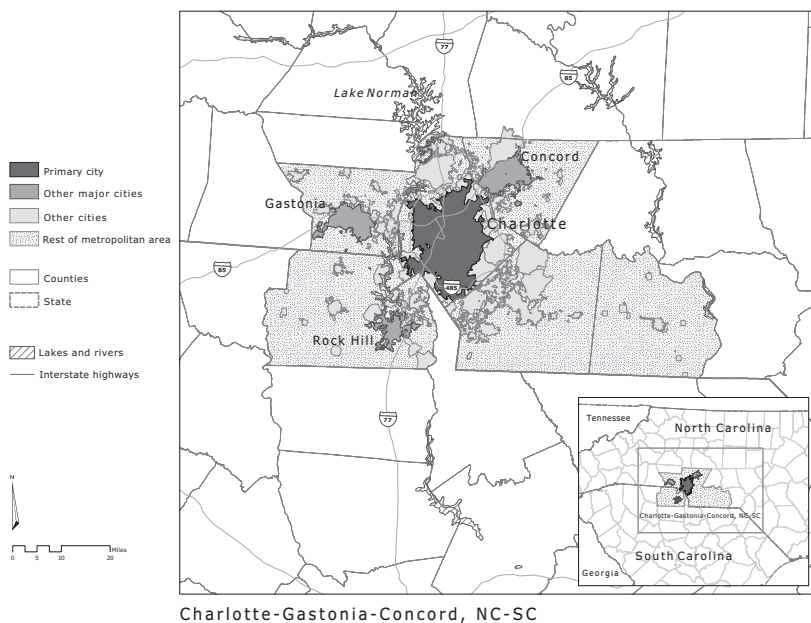 77
85
Lake Norman
Concord
Primary city
Other major cities
Gastonia
Other cities
Charlotte
Rest of metropolitan area
85
Counties
485
State
Rock Hill
Lakes and rivers
Interstate highways
77
Tennessee
North Carolina
Charlotte-Gastonia-Concord, NC-SC
South Carolina
Georgia
N
Miles
0 5 10 20
Charlotte-Gastonia-Concord, NC-SC